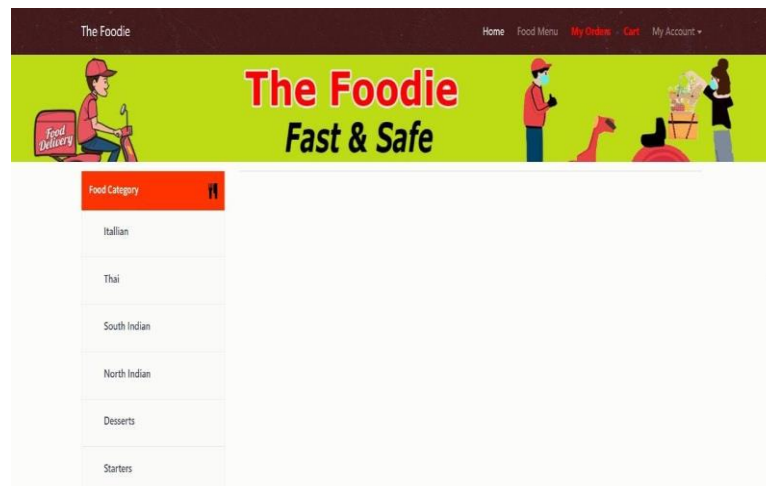 The Foodie
Home Food Menu My Orders - Cart My Account
The Foodie
Fast & Safe
Food
Delivery
Food Category
Itallian
Thai
South Indian
North Indian
Desserts
Starters